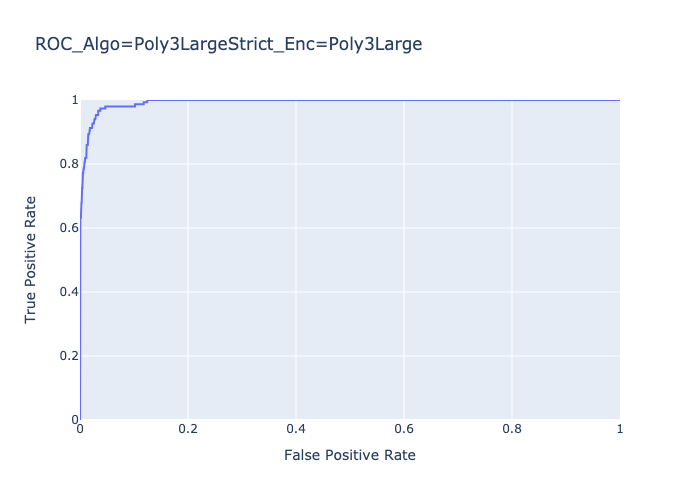 ROC_Algo=Poly3LargeStrict_Enc=Poly3Large
True Positive Rate
1
0.8
0.6
0.4
0.2
0
0 0.2 0.4 0.6 0.8 1
False Positive Rate